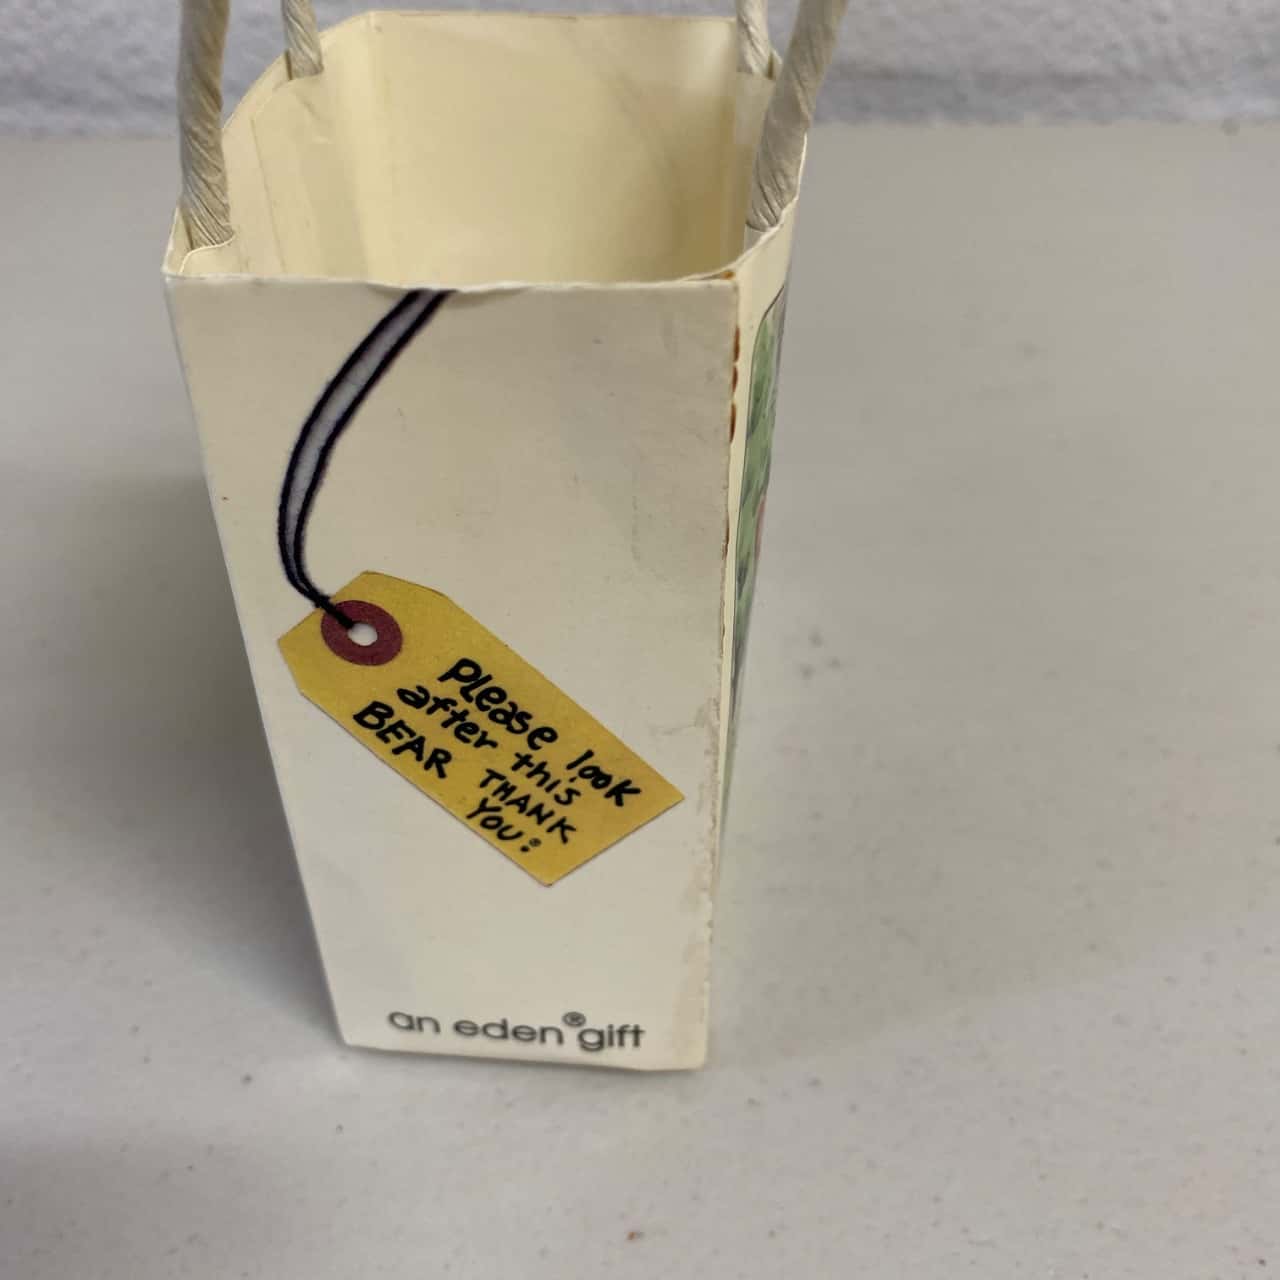 Please look
after this
BEAR THANK
YOU:
an eden® gift